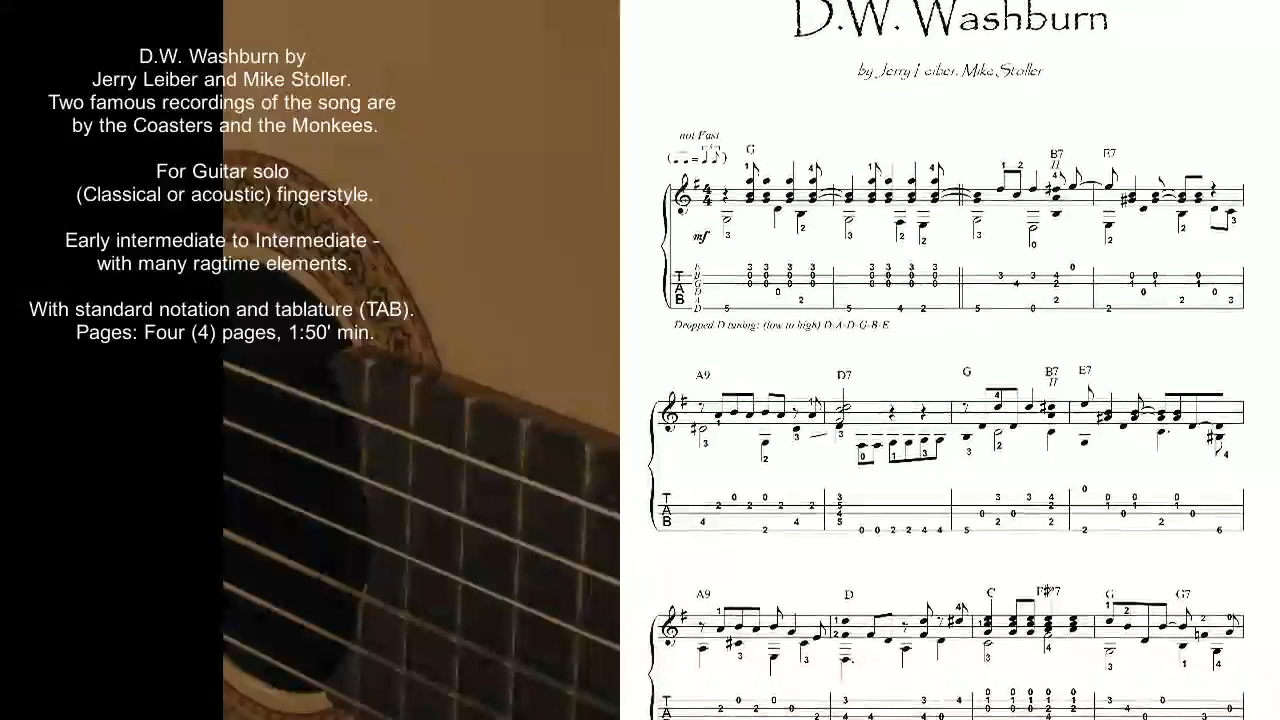 D.W. Washburn by
Jerry Leiber and Mike Stoller.
Two famous recordings of the song are
by the Coasters and the Monkees.
For Guitar solo
(Classical or acoustic) fingerstyle.
Early intermediate to Intermediate -
with many ragtime elements.
With standard notation and tablature (TAB).
Pages: Four (4) pages, 1:50' min.
D.W. Washburn
by Jerry Leiber, Mike Stoller
not Fast
G B7 E7
II
mf
Dropped D tuning: (low to high) D-A-D-G-B-E
A9 D7 G B7 E7
II
A9 D C F#7 G G7